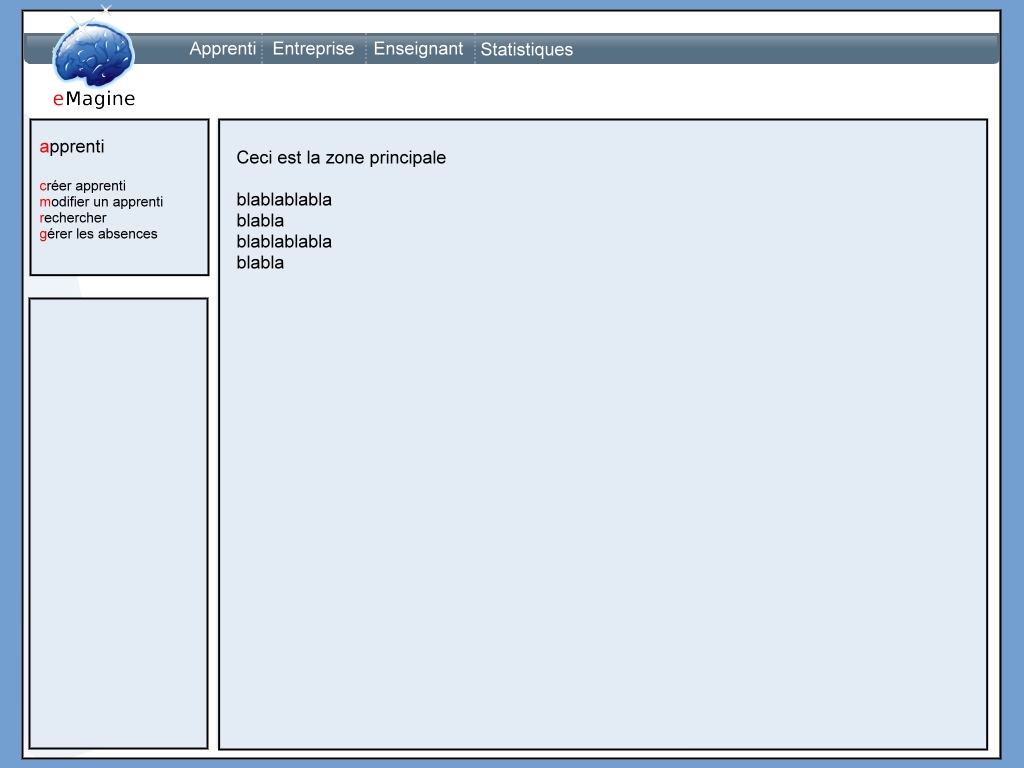 Apprenti Entreprise Enseignant Statistiques
eMagine
apprenti
créer apprenti
modifier un apprenti
rechercher
gérer les absences
Ceci est la zone principale
blablablabla
blabla
blablablabla
blabla